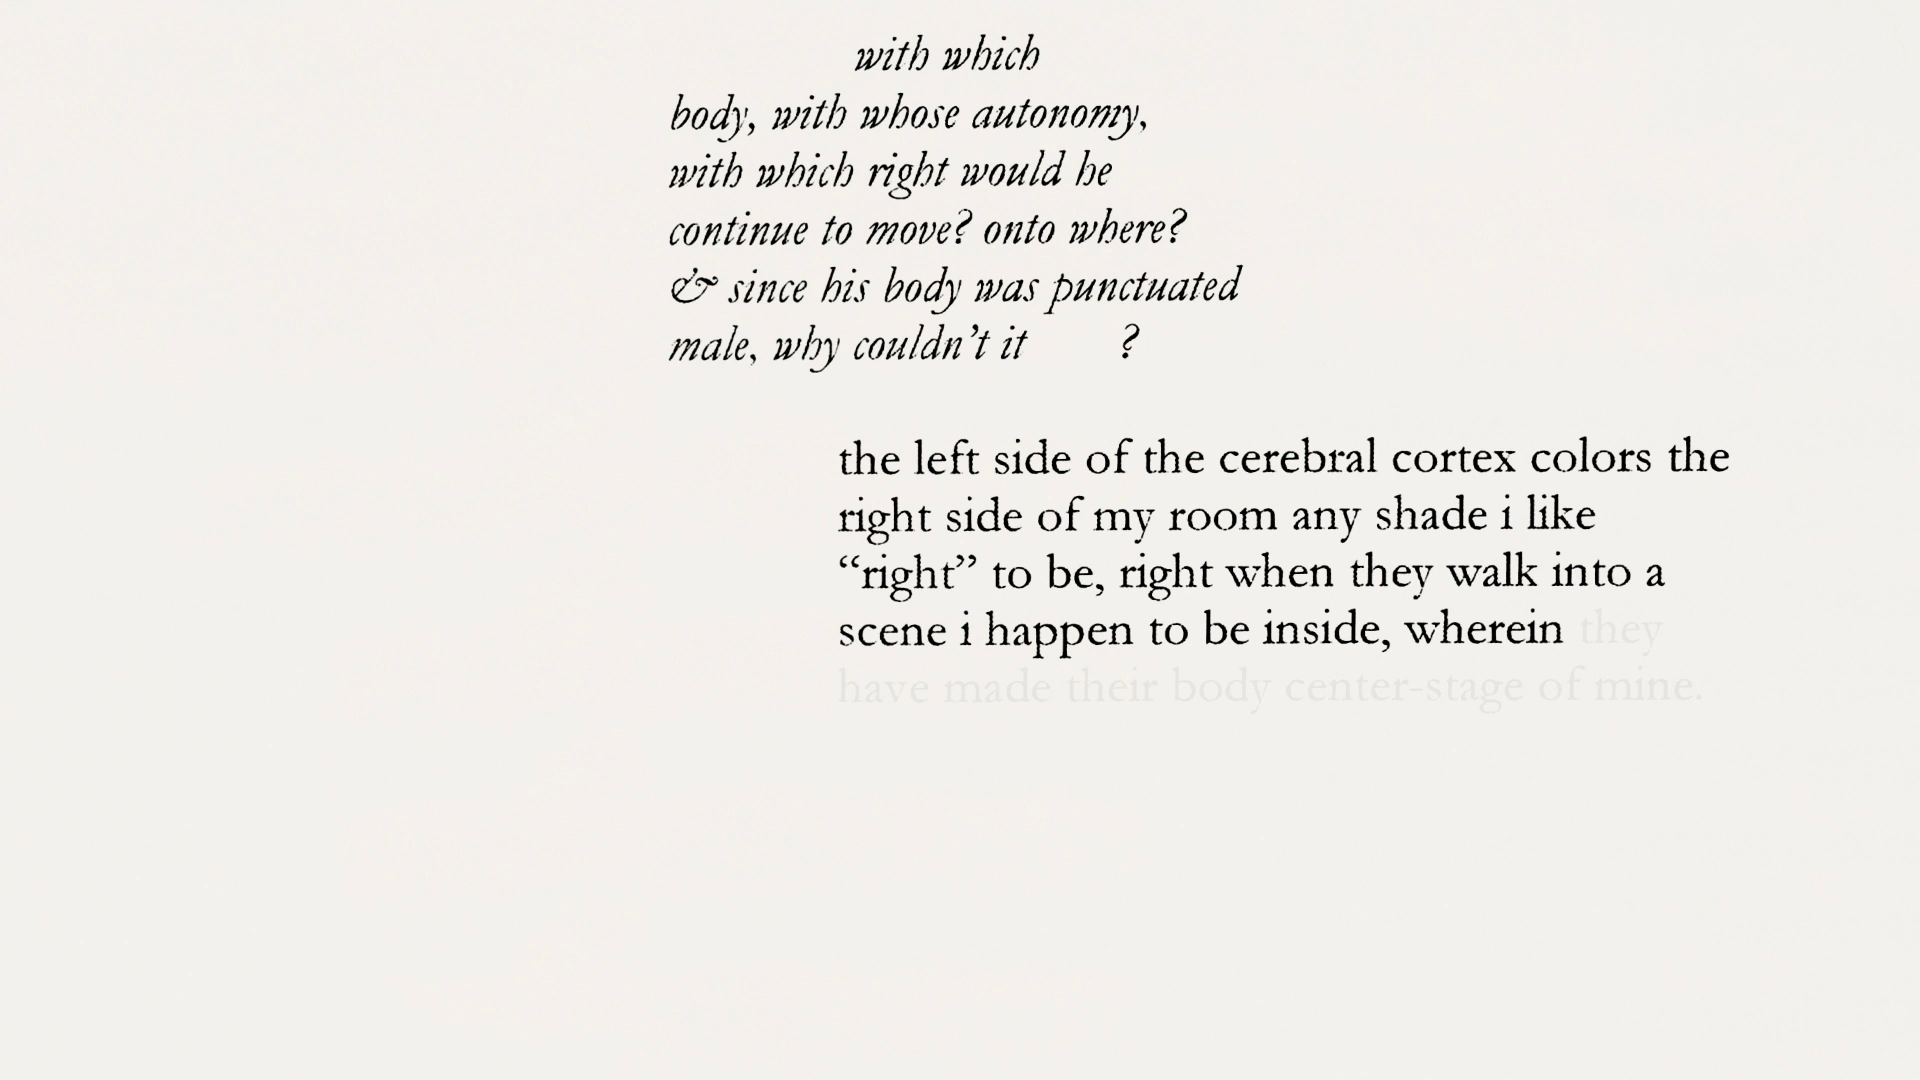 with which
body, with whose autonomy,
with which right would he
continue to move? onto where?
& since his body was punctuated
male, why couldn’t it ?
the left side of the cerebral cortex colors the
right side of my room any shade i like
“right” to be, right when they walk into a
scene i happen to be inside, wherein they
have made their body center-stage of mine.